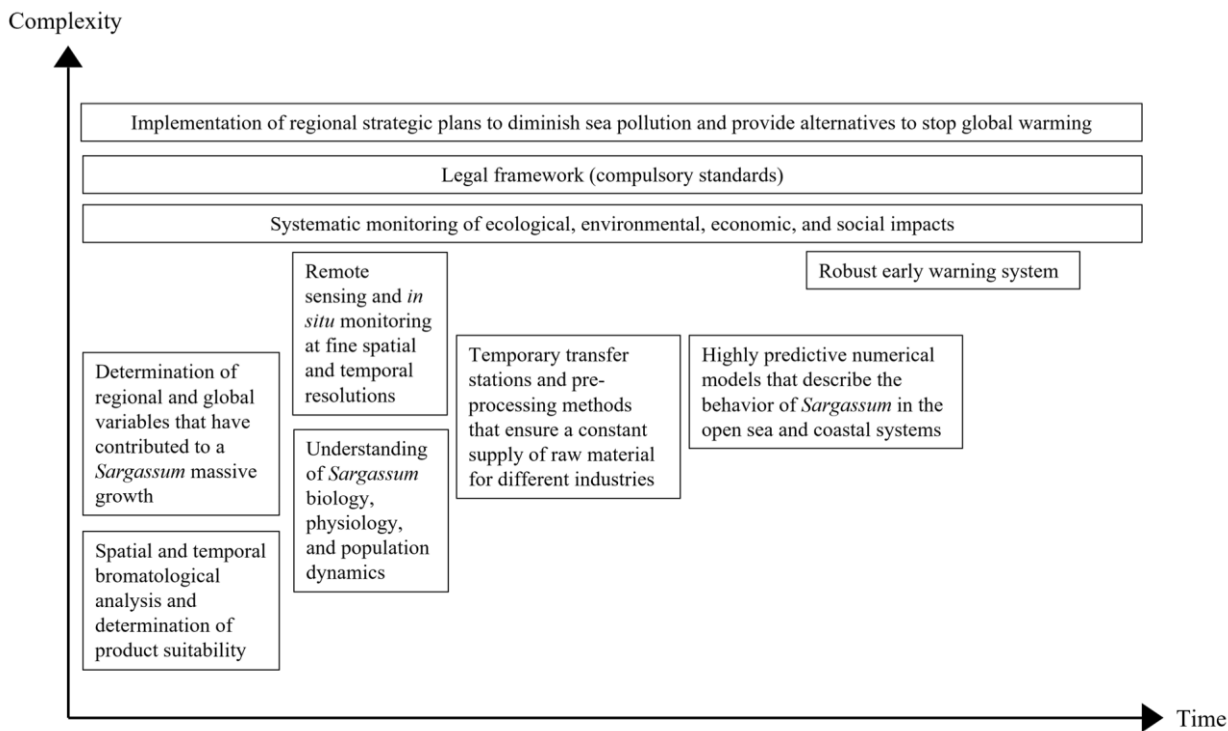 Complexity
Implementation of regional strategic plans to diminish sea pollution and provide alternatives to stop global warming
Legal framework (compulsory standards)
Systematic monitoring of ecological, environmental, economic, and social impacts
Determination of
regional and global
variables that have
contributed to a
Sargassum massive
growth
Spatial and temporal
bromatological
analysis and
determination of
product suitability
Remote
sensing and in
situ monitoring
at fine spatial
and temporal
resolutions
Understanding
of Sargassum
biology,
physiology,
and population
dynamics
Temporary transfer
stations and pre-
processing methods
that ensure a constant
supply of raw material
for different industries
Robust early warning system
Highly predictive numerical
models that describe the
behavior of Sargassum in the
open sea and coastal systems
Time